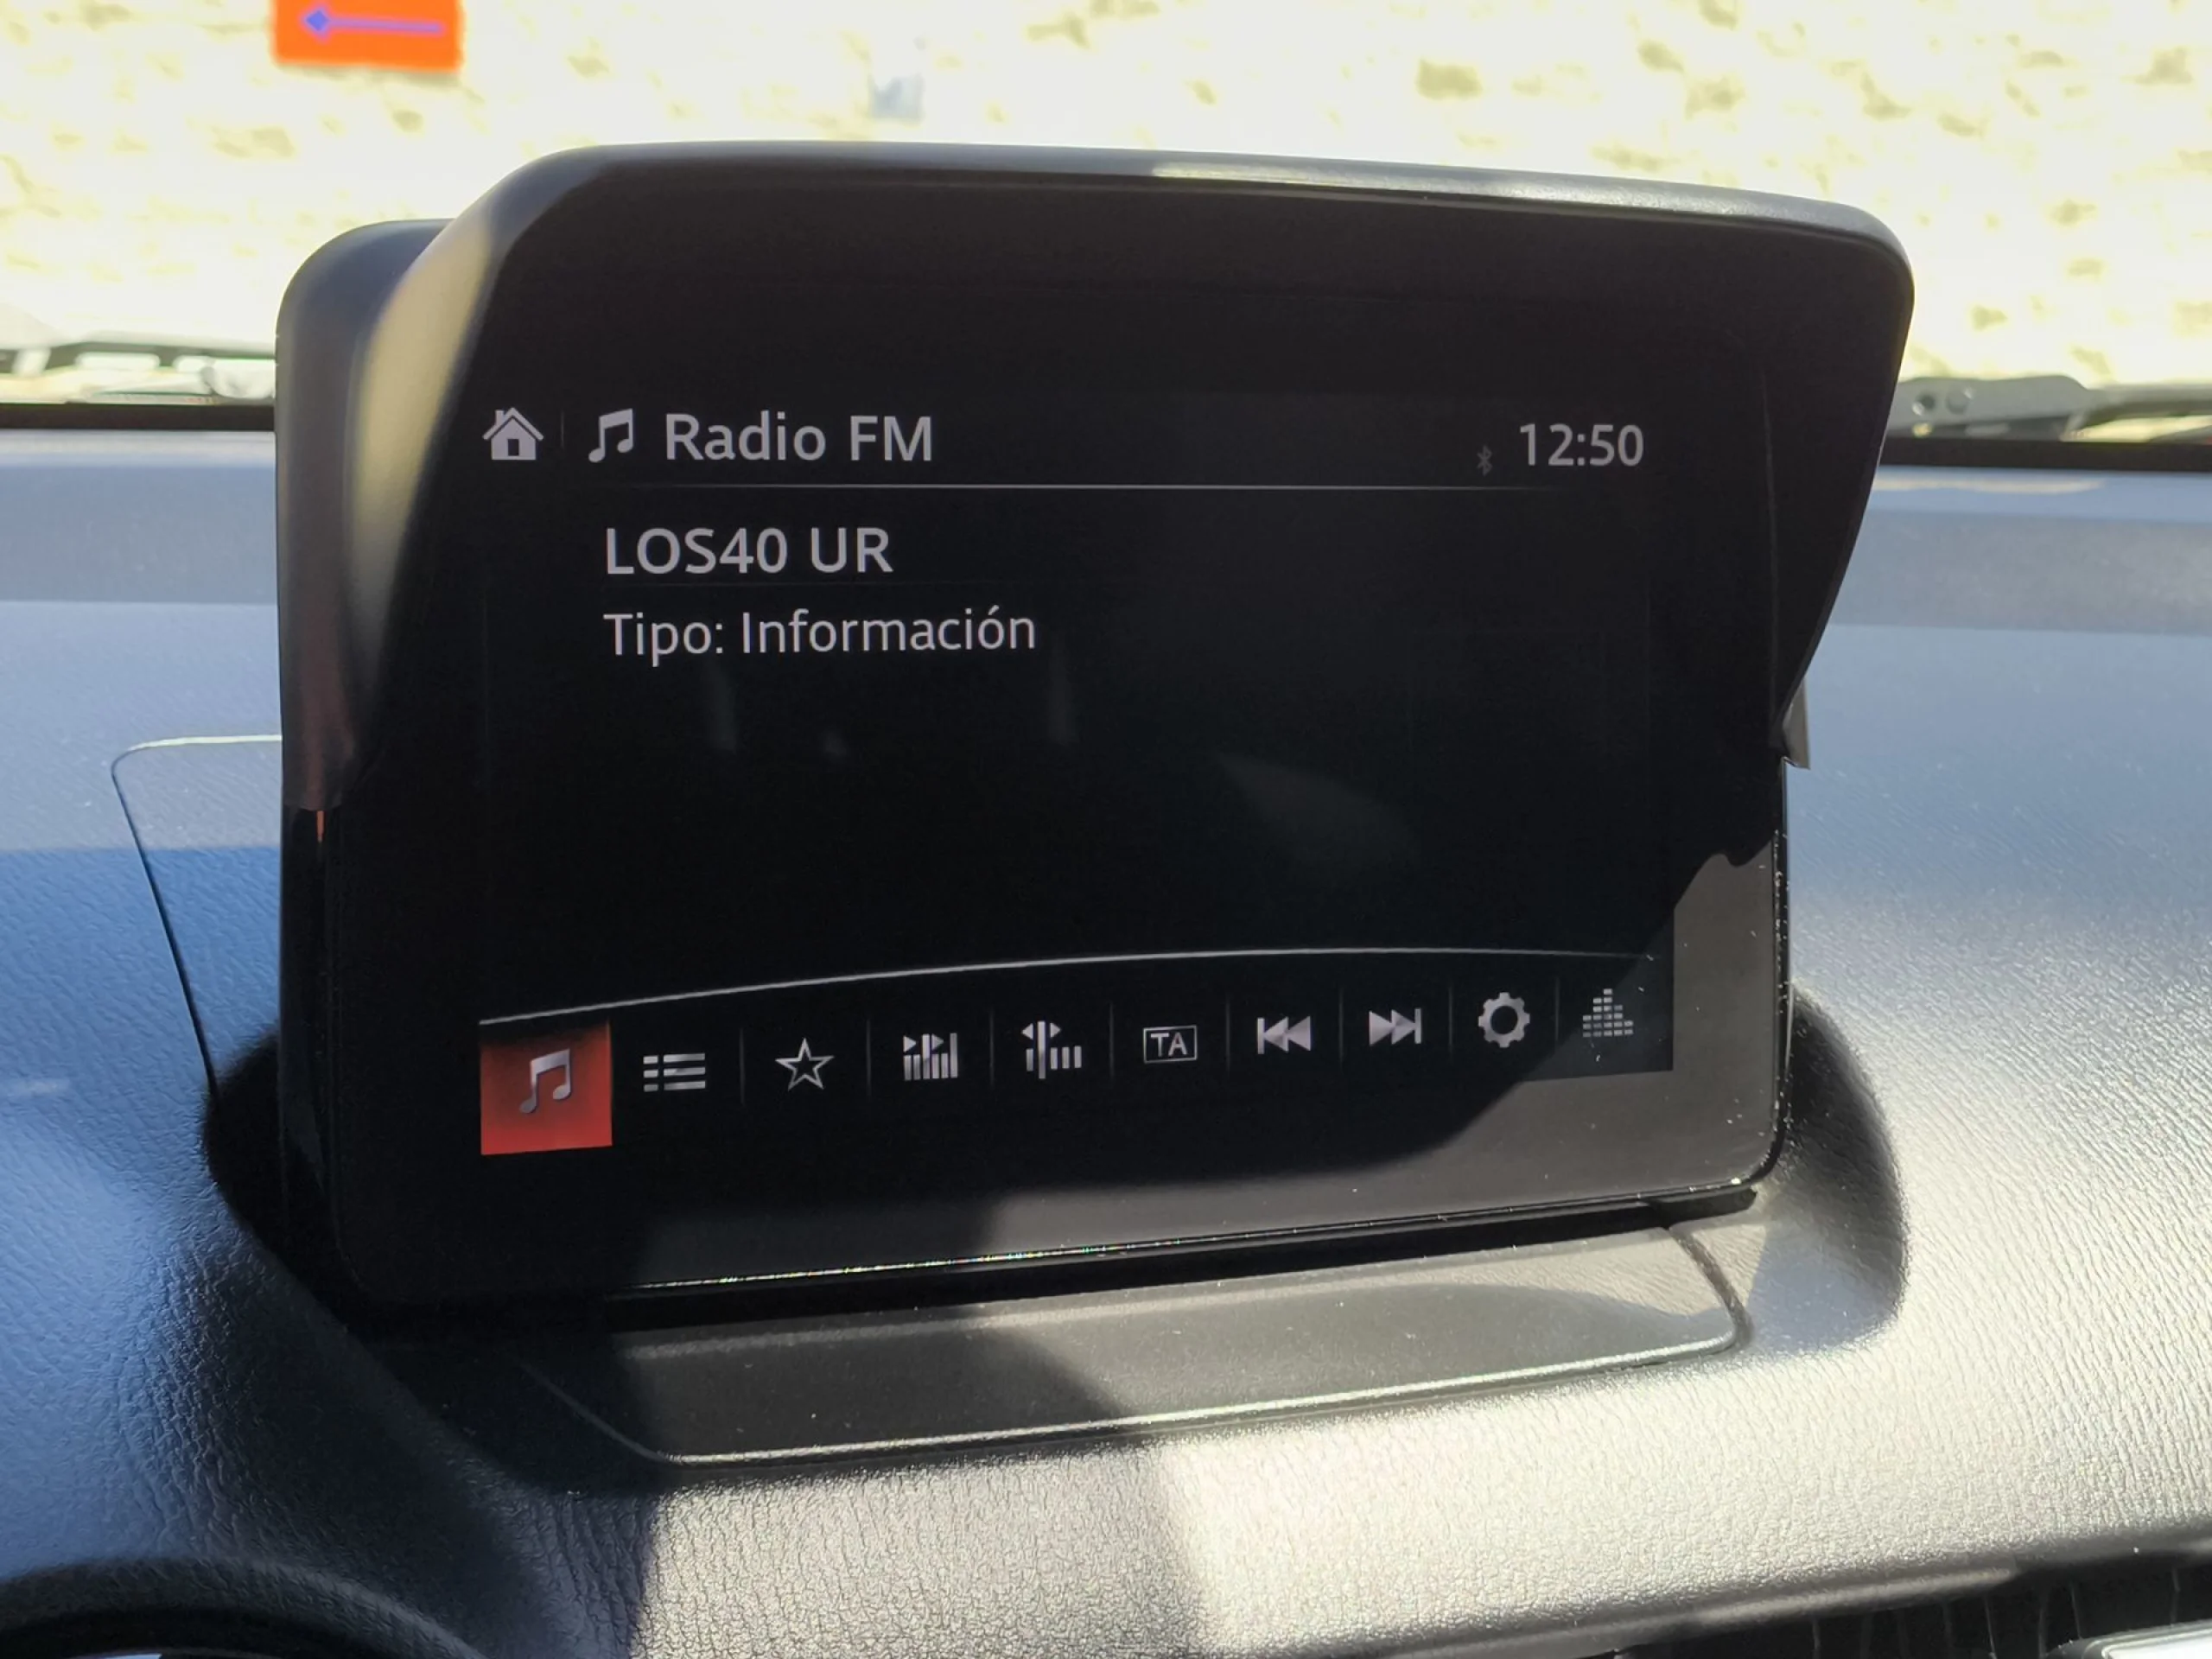 Radio FM
12:50
LOS40 UR
Tipo: Información
TA